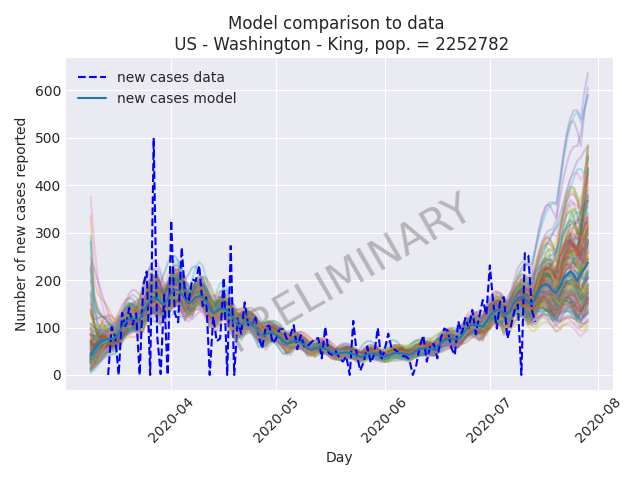 Model comparison to data
US - Washington - King, pop. = 2252782
new cases data
new cases model
Number of new cases reported
600
500
400
300
200
100
0
PRELIMINARY
2020-04
2020-05
2020-06
2020-07
2020-08
Day